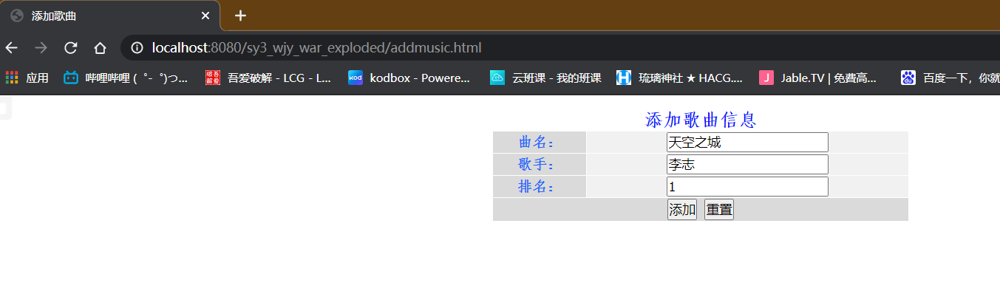 添加歌曲
localhost:8080/sy3_wjy_war_exploded/addmusic.html
应用 哔哩哔哩 (゜-゜)つ... 吾爱破解 - LCG - L... kodbox - Powere... 云班课 - 我的班课 琉璃神社 ★ HACG.... Jable.TV | 免費高... 百度一下，你就
添加歌曲信息
曲名： 天空之城
歌手： 李志
排名： 1
添加 重置